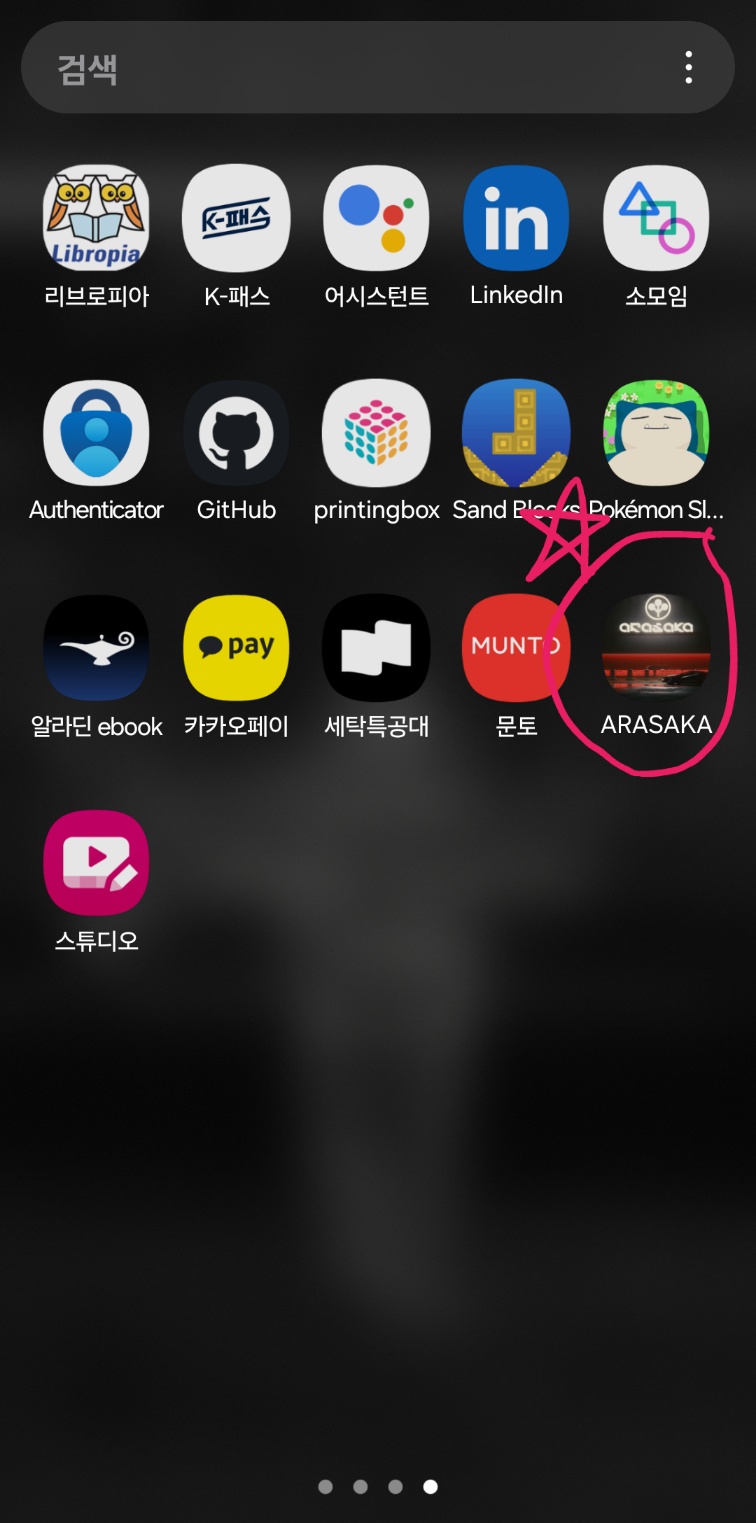 검색
Libropia
K-패스
in
리브로피아
K-패스
어시스턴트
LinkedIn
소모임
Authenticator
GitHub
printingbox
Sand Blocks
Pokémon Sl...
pay
MUNTO
arasaka
알라딘 ebook
카카오페이
세탁특공대
문토
ARASAKA
스튜디오